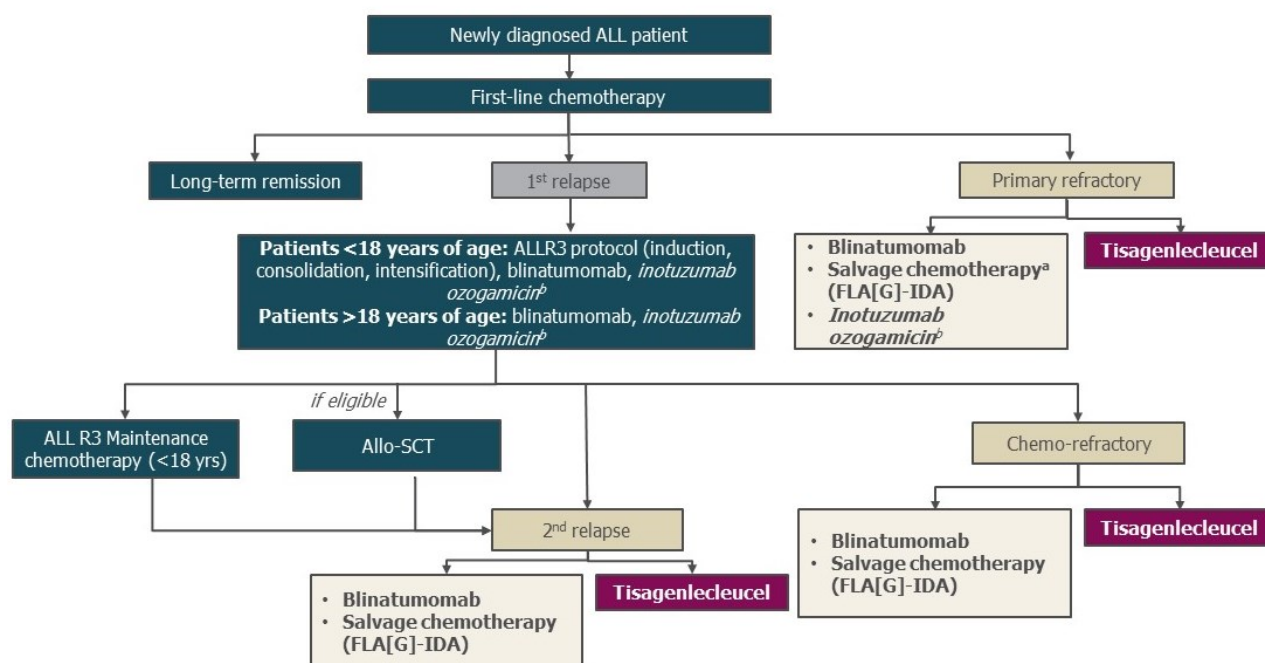 Newly diagnosed ALL patient
First-line chemotherapy
Long-term remission
1st relapse
Primary refractory
Patients <18 years of age: ALLR3 protocol (induction,
consolidation, intensification), blinatumomab, inotuzumab
ozogamicinb
Patients >18 years of age: blinatumomab, inotuzumab
ozogamicinb
• Blinatumomab
• Salvage chemotherapya
(FLA[G]-IDA)
• Inotuzumab
ozogamicinb
Tisagenlecleucel
if eligible
ALL R3 Maintenance
chemotherapy (<18 yrs)
Allo-SCT
Chemo-refractory
2nd relapse
• Blinatumomab
• Salvage chemotherapy
(FLA[G]-IDA)
Tisagenlecleucel
• Blinatumomab
• Salvage chemotherapy
(FLA[G]-IDA)
Tisagenlecleucel